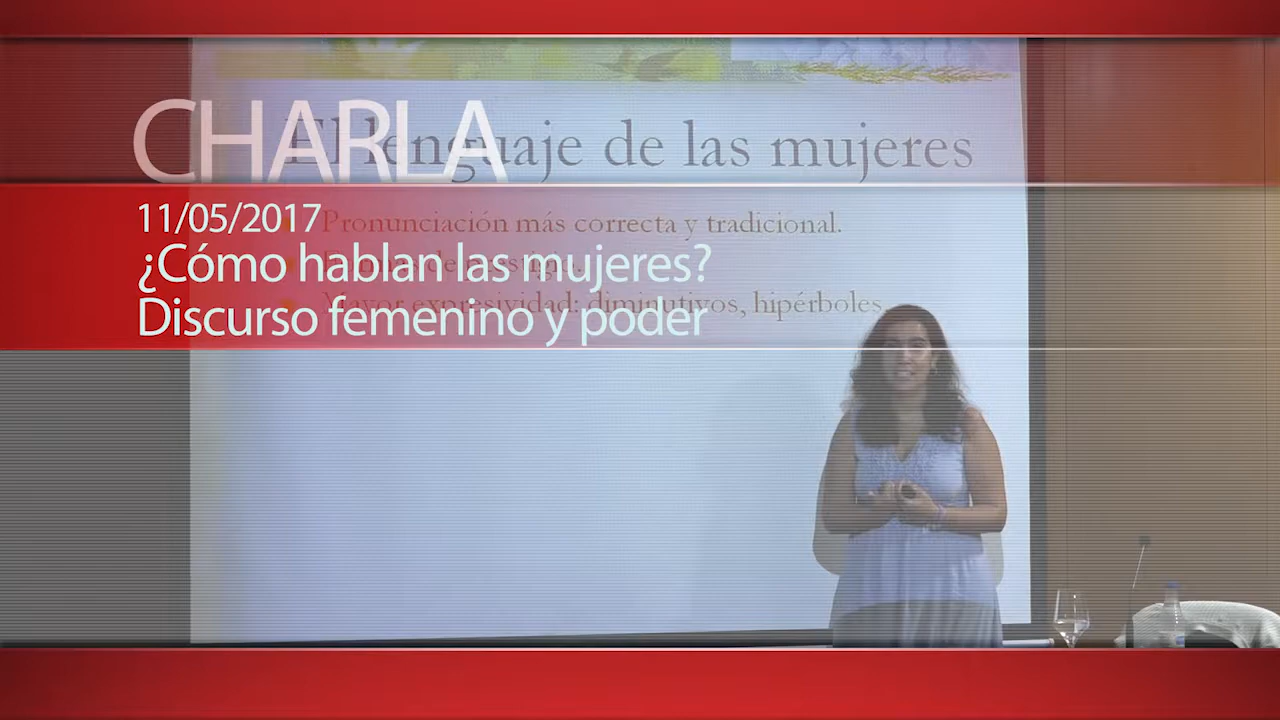 CHARLA
El lenguaje de las mujeres
11/05/2017
Pronunciación más correcta y tradicional.
¿Cómo hablan las mujeres?
Mayor expresividad: diminutivos, hipérboles
Discurso femenino y poder